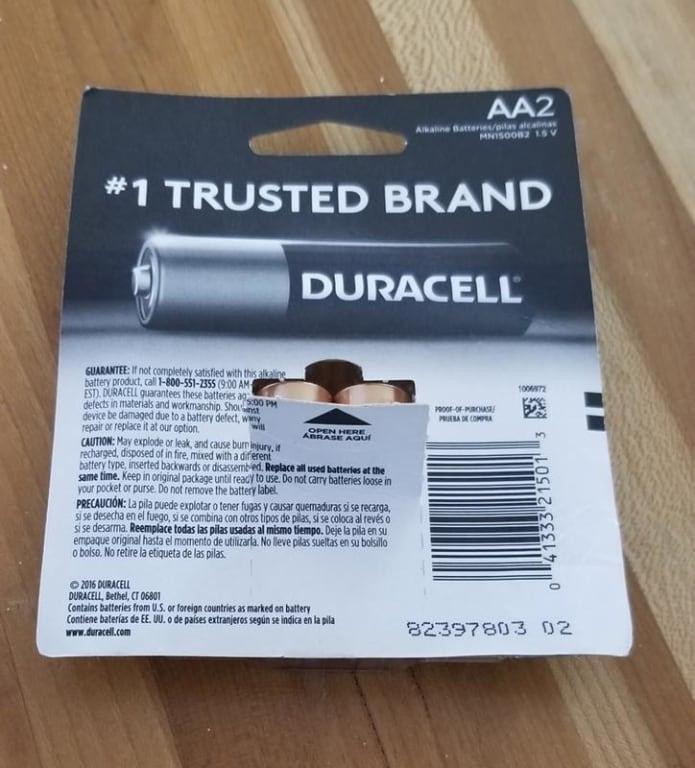 AA2
Alkaline Batteries/pilas alcalinas
MN1500B2 1.5 V
#1 TRUSTED BRAND
DURACELL®
GUARANTEE: If not completely satisfied with this alkaline
battery product, call 1-800-551-2355 (9:00 AM-
5:00 PM
EST). DURACELL guarantees these batteries ag
ainst
defects in materials and workmanship. Shou
any
device be damaged due to a battery defect, w
will
repair or replace it at our option.
OPEN HERE
ABRASE AQUÍ
CAUTION: May explode or leak, and cause burn injury, if
recharged, disposed of in fire, mixed with a different
battery type, inserted backwards or disassembled. Replace all used batteries at the
same time. Keep in original package until ready to use. Do not carry batteries loose in
your pocket or purse. Do not remove the battery label.
PRECAUCIÓN: La pila puede explotar o tener fugas y causar quemaduras si se recarga,
si se desecha en el fuego, si se combina con otros tipos de pilas, si se coloca al revés o
si se desarma. Reemplace todas las pilas usadas al mismo tiempo. Deje la pila en su
empaque original hasta el momento de utilizarla. No lleve pilas sueltas en su bolsillo
o bolso. No retire la etiqueta de las pilas.
1006972
PROOF-OF-PURCHASE/
PRUEBA DE COMPRA
0 41333 21501 3
© 2016 DURACELL
DURACELL, Bethel, CT 06801
Contains batteries from U.S. or foreign countries as marked on battery
Contiene baterías de EE. UU. o de países extranjeros según se indica en la pila
www.duracell.com
82397803 02